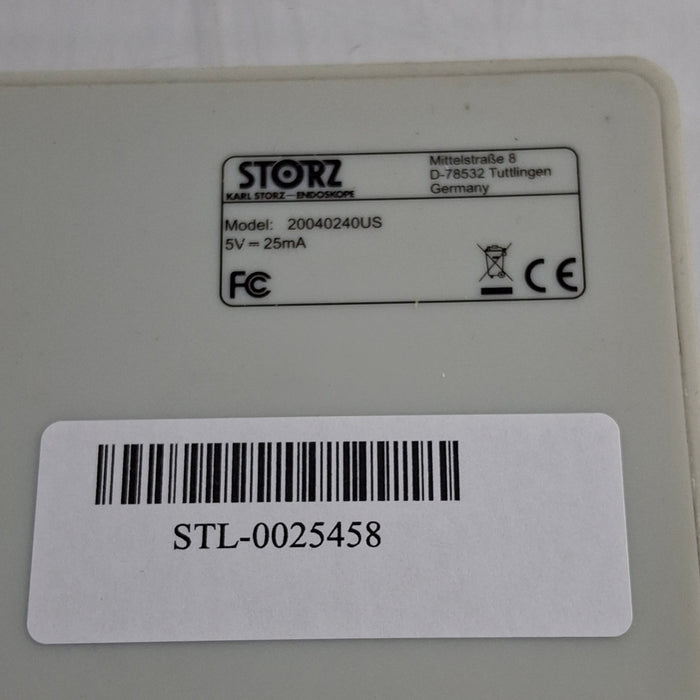 STORZ
KARL STORZ — ENDOSKOPE
Mittelstraße 8
D-78532 Tuttlingen
Germany
Model: 20040240US
5V ⎓ 25mA
FC
CE
STL-0025458